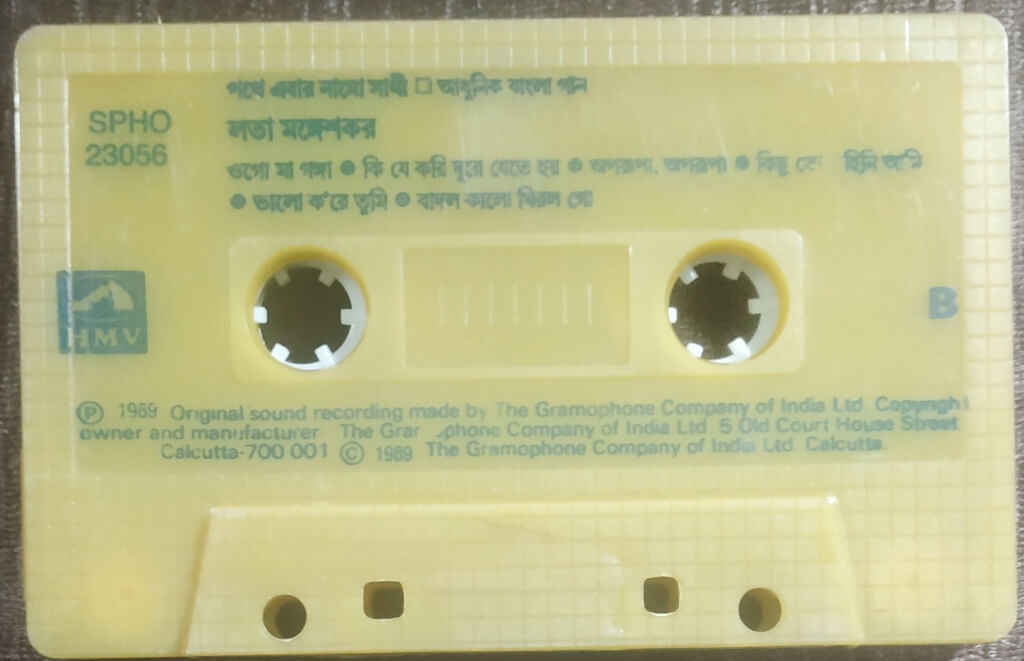 পথে এবার নামো সাথী □ আধুনিক বাংলা গান
SPHO
23056
লতা মঙ্গেশকর
ওগো মা গঙ্গা ● কি যে করি দূরে যেতে হয় ● অপরূপা, অপরূপা ● কিছু
● ভালো ক'রে তুমি ● বাদল কালো ঘিরল গো
HMV
B
Ⓟ 1989 Original sound recording made by The Gramophone Company of India Ltd. Copyright
owner and manufacturer The Company of India Ltd 5 Old Court House Street
Calcutta-700 001 © 1989 The Gramophone Company of India Ltd. Calcutta.